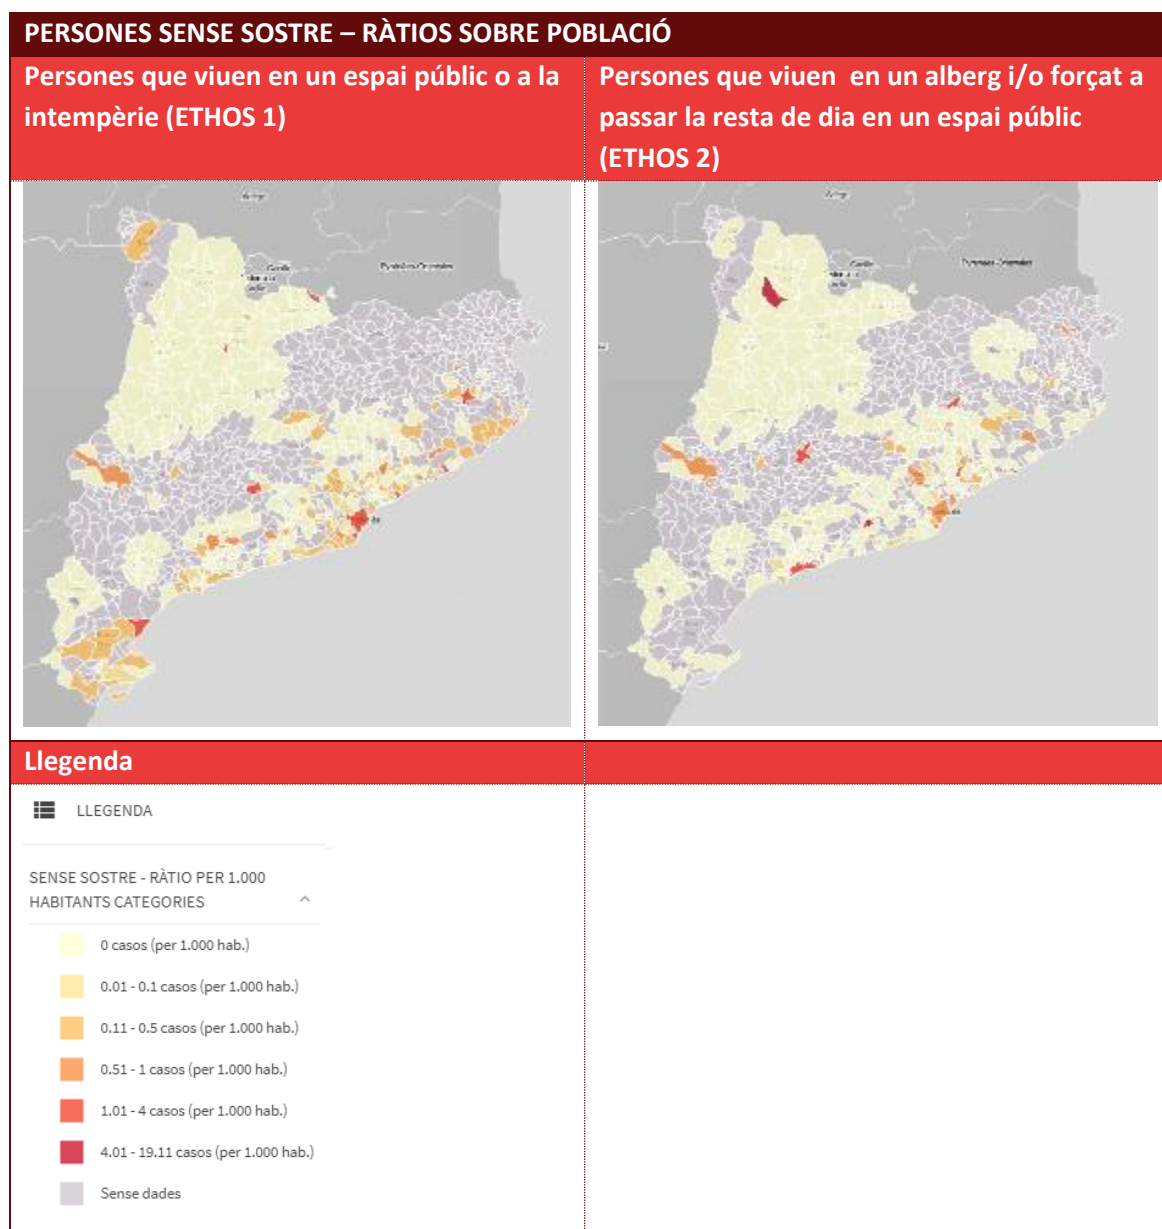 PERSONES SENSE SOSTRE – RÀTIOS SOBRE POBLACIÓ
Persones que viuen en un espai públic o a la
intempèrie (ETHOS 1)
Persones que viuen en un alberg i/o forçat a
passar la resta de dia en un espai públic
(ETHOS 2)
Pyrénées-Orientales
Pyrénées-Orientales
Llegenda
LLEGENDA
SENSE SOSTRE - RÀTIO PER 1.000
HABITANTS CATEGORIES
0 casos (per 1.000 hab.)
0.01 - 0.1 casos (per 1.000 hab.)
0.11 - 0.5 casos (per 1.000 hab.)
0.51 - 1 casos (per 1.000 hab.)
1.01 - 4 casos (per 1.000 hab.)
4.01 - 19.11 casos (per 1.000 hab.)
Sense dades